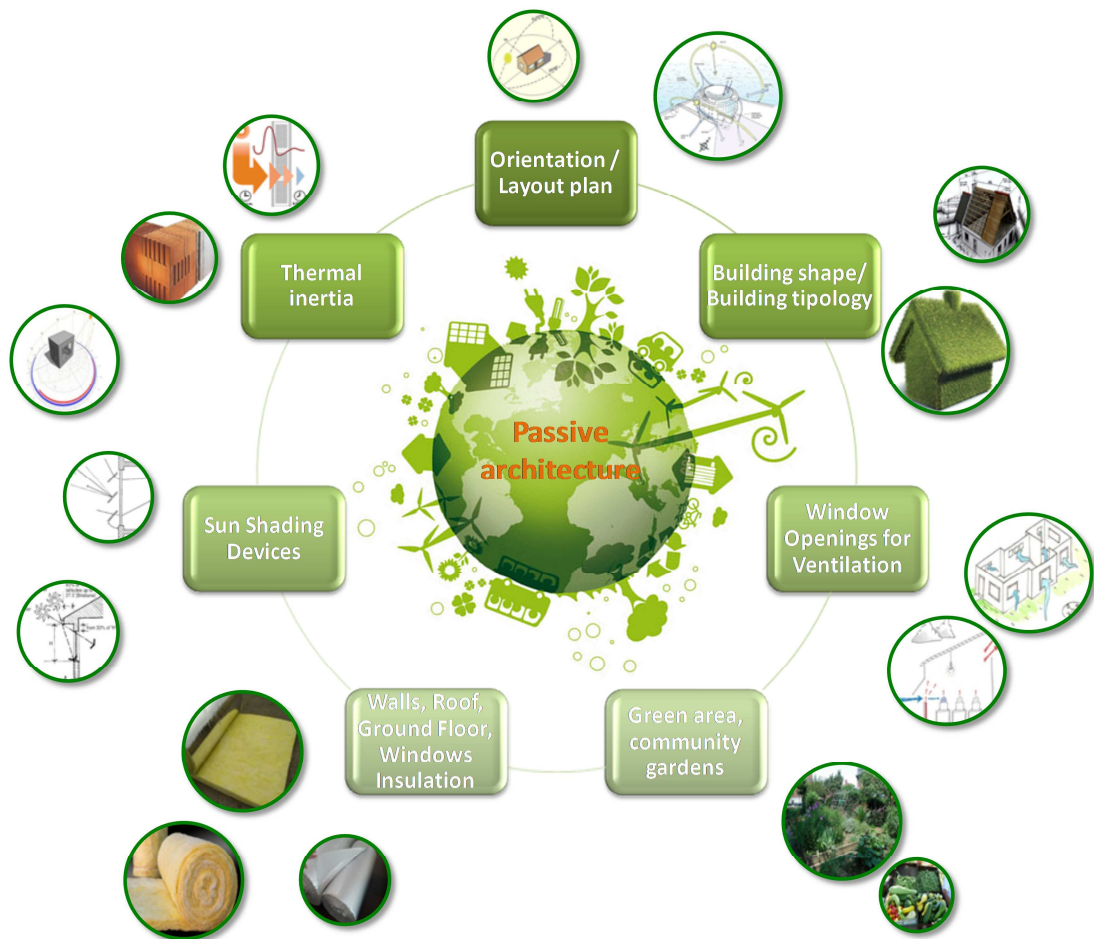 Orientation /
Layout plan
Thermal
inertia
Building shape/
Building tipology
Passive
architecture
Sun Shading
Devices
Window
Openings for
Ventilation
Walls, Roof,
Ground Floor,
Windows
Insulation
Green area,
community
gardens